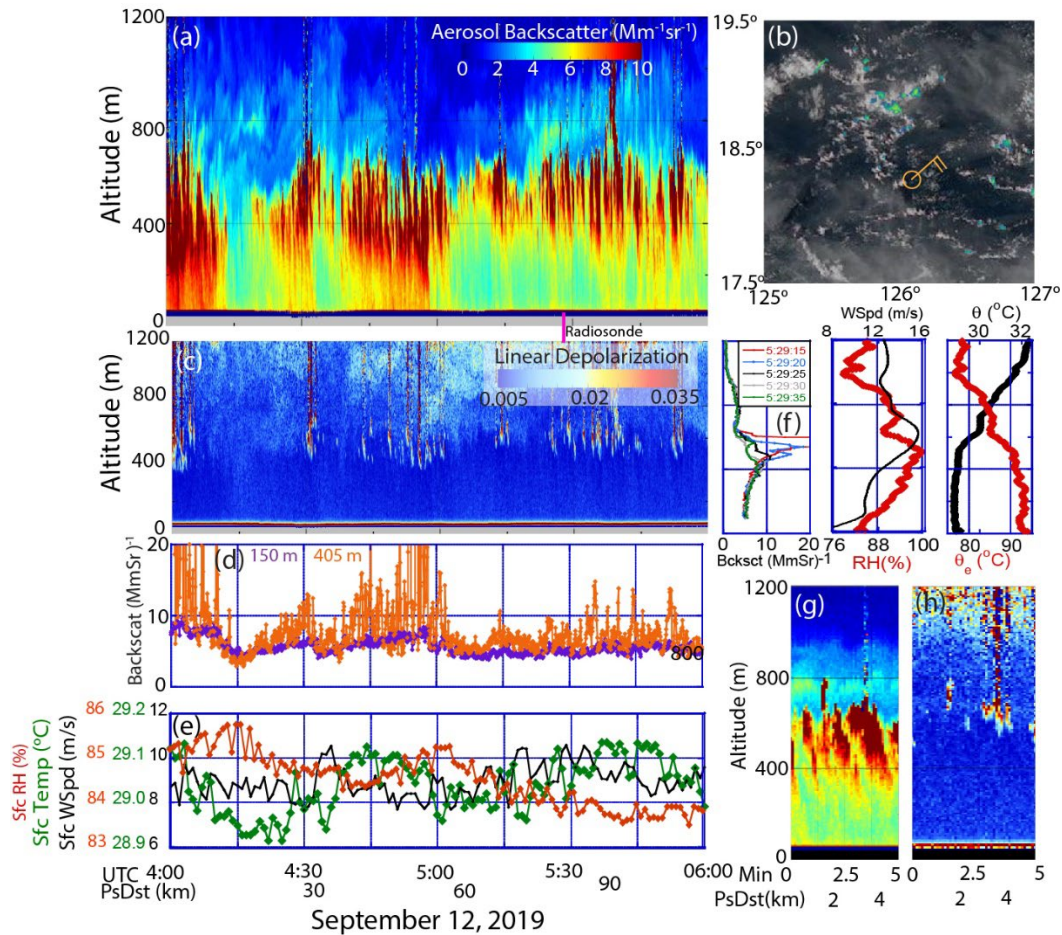 1200
(a)
Aerosol Backscatter (Mm⁻¹sr⁻¹)
0 2 4 6 8 10
Altitude (m)
800
400
0
19.5º
(b)
18.5º
17.5º
125º 126º 127º
Radiosonde
1200
(c)
Linear Depolarization
0.005 0.02 0.035
Altitude (m)
800
400
0
WSpd (m/s)
8 12 16
θ (°C)
30 32
5:29:15
5:29:20
5:29:25
5:29:30
5:29:35
(f)
0 10 20
Bcksct (MmSr)-1
76 88 100
RH(%)
80 90
θe (°C)
20
(d)
150 m 405 m
Backscat (MmSr)⁻¹
10
0
800
86 29.2 12
(e)
85 29.1 10
84 29.0 8
83 28.9 6
Sfc RH (%)
Sfc Temp (ºC)
Sfc WSpd (m/s)
UTC 4:00 4:30 5:00 5:30 06:00
PsDst (km) 30 60 90
September 12, 2019
1200
(g)
(h)
Altitude (m)
800
400
0
Min 2.5 5 0 2.5 5
PsDst(km) 2 4 2 4